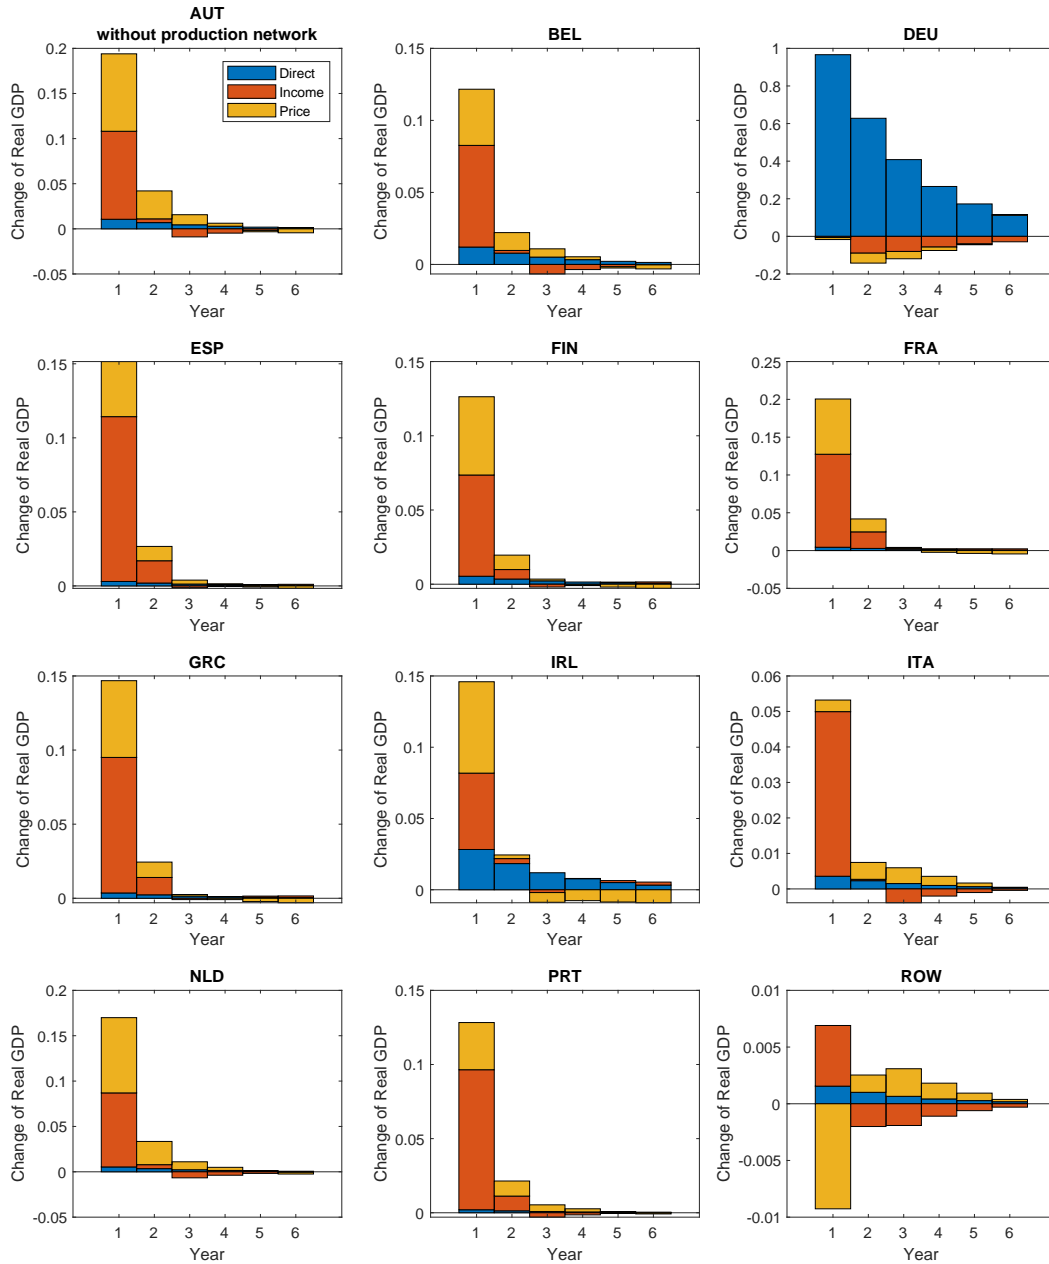 AUT
without production network
0.2
0.15
0.1
0.05
0
-0.05
Change of Real GDP
Direct
Income
Price
1 2 3 4 5 6
Year
BEL
0.15
0.1
0.05
0
Change of Real GDP
1 2 3 4 5 6
Year
DEU
1
0.8
0.6
0.4
0.2
0
-0.2
Change of Real GDP
1 2 3 4 5 6
Year
ESP
0.15
0.1
0.05
0
Change of Real GDP
1 2 3 4 5 6
Year
FIN
0.15
0.1
0.05
0
Change of Real GDP
1 2 3 4 5 6
Year
FRA
0.25
0.2
0.15
0.1
0.05
0
-0.05
Change of Real GDP
1 2 3 4 5 6
Year
GRC
0.15
0.1
0.05
0
Change of Real GDP
1 2 3 4 5 6
Year
IRL
0.15
0.1
0.05
0
Change of Real GDP
1 2 3 4 5 6
Year
ITA
0.06
0.05
0.04
0.03
0.02
0.01
0
Change of Real GDP
1 2 3 4 5 6
Year
NLD
0.2
0.15
0.1
0.05
0
-0.05
Change of Real GDP
1 2 3 4 5 6
Year
PRT
0.15
0.1
0.05
0
Change of Real GDP
1 2 3 4 5 6
Year
ROW
0.01
0.005
0
-0.005
-0.01
Change of Real GDP
1 2 3 4 5 6
Year